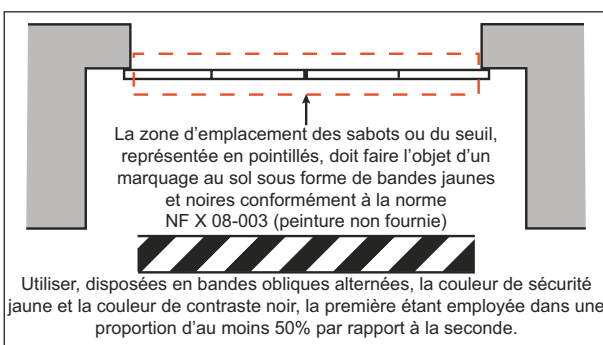 La zone d’emplacement des sabots ou du seuil,
représentée en pointillés, doit faire l’objet d’un
marquage au sol sous forme de bandes jaunes
et noires conformément à la norme
NF X 08-003 (peinture non fournie)
Utiliser, disposées en bandes obliques alternées, la couleur de sécurité
jaune et la couleur de contraste noir, la première étant employée dans une
proportion d’au moins 50% par rapport à la seconde.